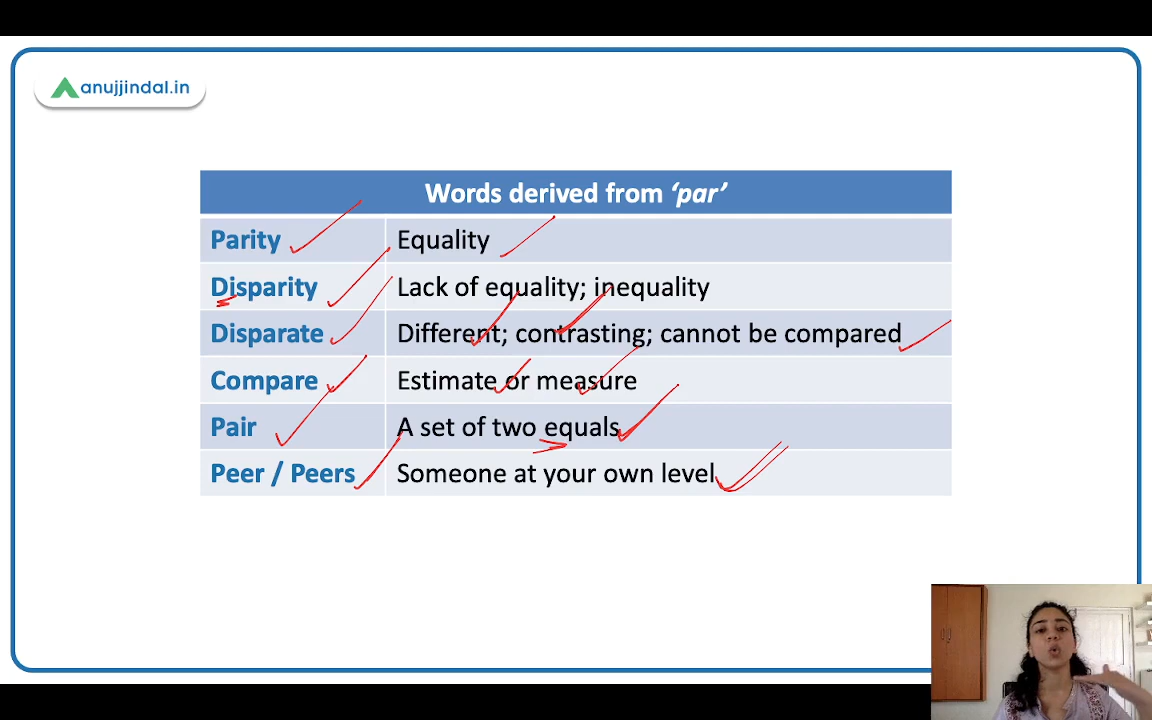 anujjindal.in
Words derived from ‘par’
Parity Equality
Disparity Lack of equality; inequality
Disparate Different; contrasting; cannot be compared
Compare Estimate or measure
Pair A set of two equals
Peer / Peers Someone at your own level